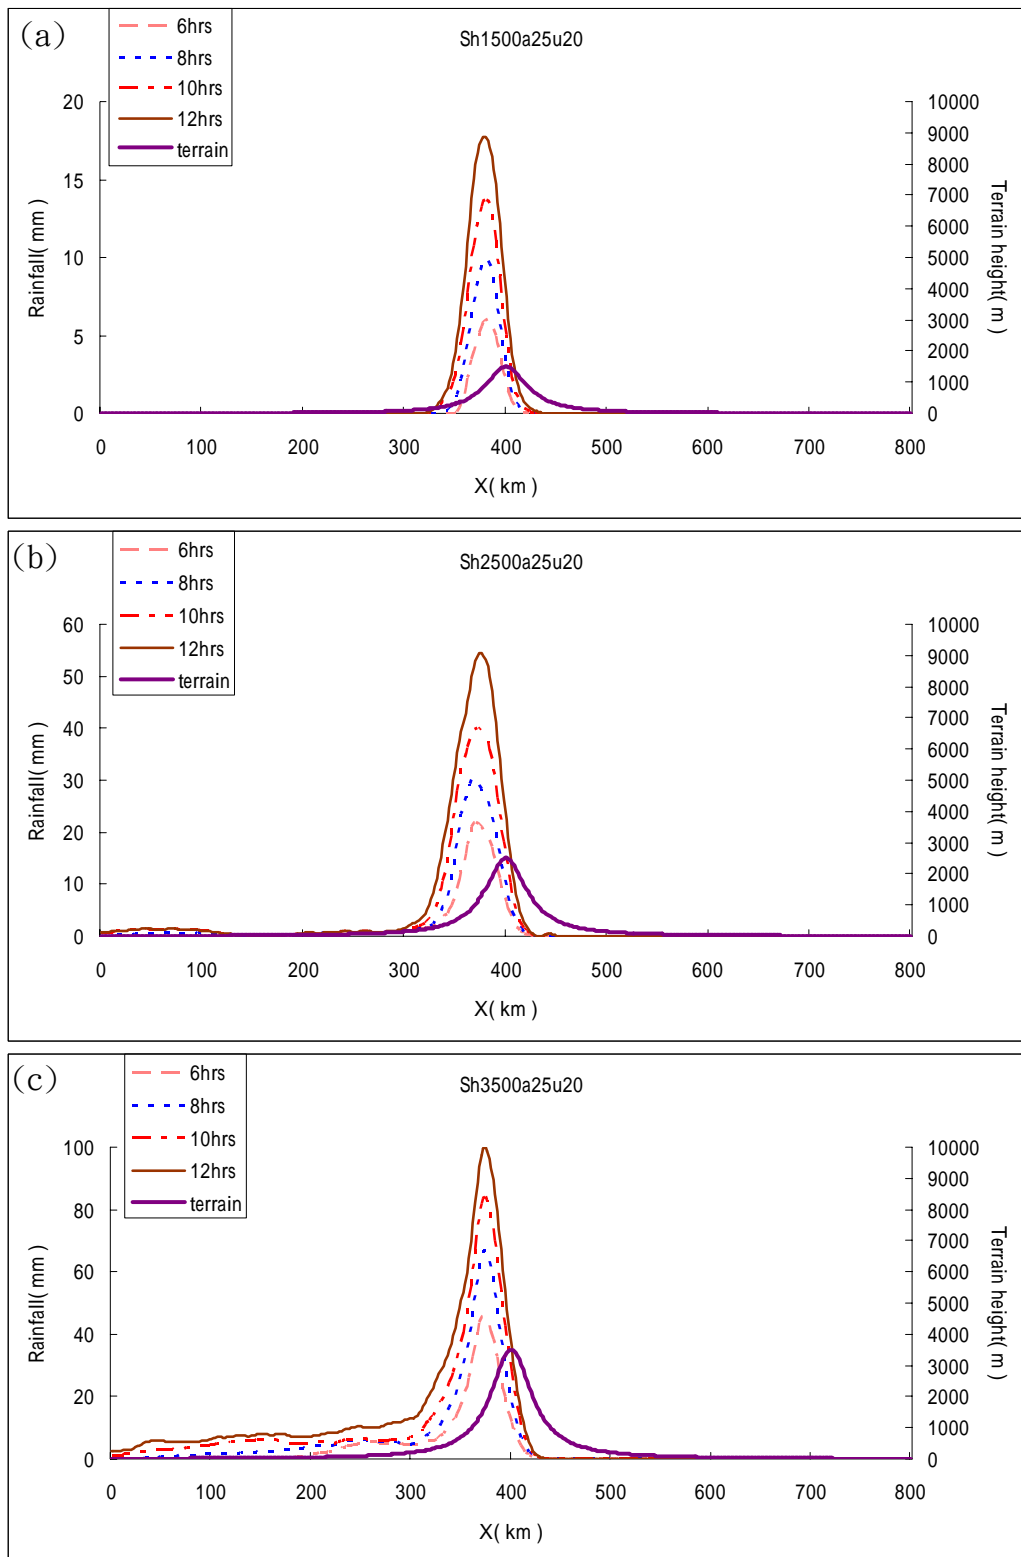 (a)
Sh1500a25u20
6hrs
8hrs
10hrs
12hrs
terrain
Rainfall( mm )
20
15
10
5
0
10000
9000
8000
7000
6000
5000
4000
3000
2000
1000
0
Terrain height( m )
0 100 200 300 400 500 600 700 800
X( km )
(b)
Sh2500a25u20
6hrs
8hrs
10hrs
12hrs
terrain
Rainfall( mm )
60
50
40
30
20
10
0
10000
9000
8000
7000
6000
5000
4000
3000
2000
1000
0
Terrain height( m )
0 100 200 300 400 500 600 700 800
X( km )
(c)
Sh3500a25u20
6hrs
8hrs
10hrs
12hrs
terrain
Rainfall( mm )
100
80
60
40
20
0
10000
9000
8000
7000
6000
5000
4000
3000
2000
1000
0
Terrain height( m )
0 100 200 300 400 500 600 700 800
X( km )